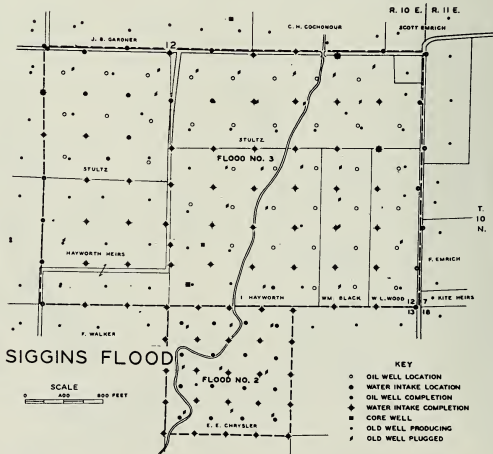 R. 10 E. R. 11 E.
J. B. GARDNER
12
C. H. COCHONOUR
SCOTT EMRICH
STULTZ
FLOOD NO. 3
STULTZ
T.
10
N.
HAYWORTH HEIRS
F. EMRICH
I HAYWORTH
WM. BLACK
W L. WOOD
12 7
KITE HEIRS
13 18
F. WALKER
SIGGINS FLOOD
FLOOD NO. 2
SCALE
0 400 800 FEET
E. E. CHRYSLER
KEY
OIL WELL LOCATION
WATER INTAKE LOCATION
OIL WELL COMPLETION
WATER INTAKE COMPLETION
CORE WELL
OLD WELL PRODUCING
OLD WELL PLUGGED